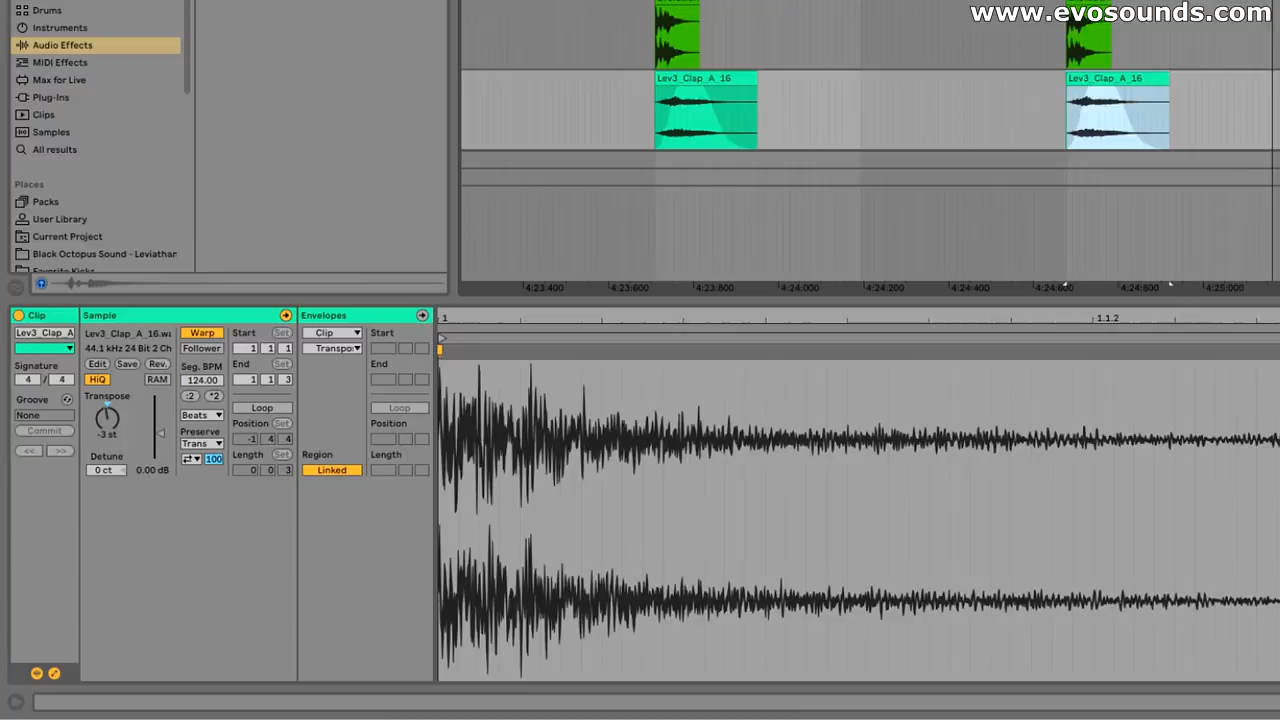 www.evosounds.com
Drums
Instruments
Audio Effects
MIDI Effects
Max for Live
Plug-Ins
Clips
Samples
All results
Places
Packs
User Library
Current Project
Black Octopus Sound - Leviathan
Lev3_Clap_A_16
Lev3_Clap_A_16
4:23:400
4:23:600
4:23:800
4:24:000
4:24:200
4:24:400
4:24:600
4:24:800
4:25:000
Clip
Lev3_Clap_A
Signature
4 / 4
Groove
None
Commit
<< >>
Sample
Lev3_Clap_A_16.wa
44.1 kHz 24 Bit 2 Ch
Edit Save Rev.
HiQ RAM
Transpose
-3 st
Detune
0 ct 0.00 dB
Warp
Follower
Seg. BPM
124.00
:2 *2
Beats
Preserve
Trans
100
Start Set
1 1 1
End Set
1 1 3
Loop
Position Set
-1 4 4
Length Set
0 0 3
Envelopes
Clip
Transpo:
Region
Linked
Start
End
Loop
Position
Length
1
1.1.2